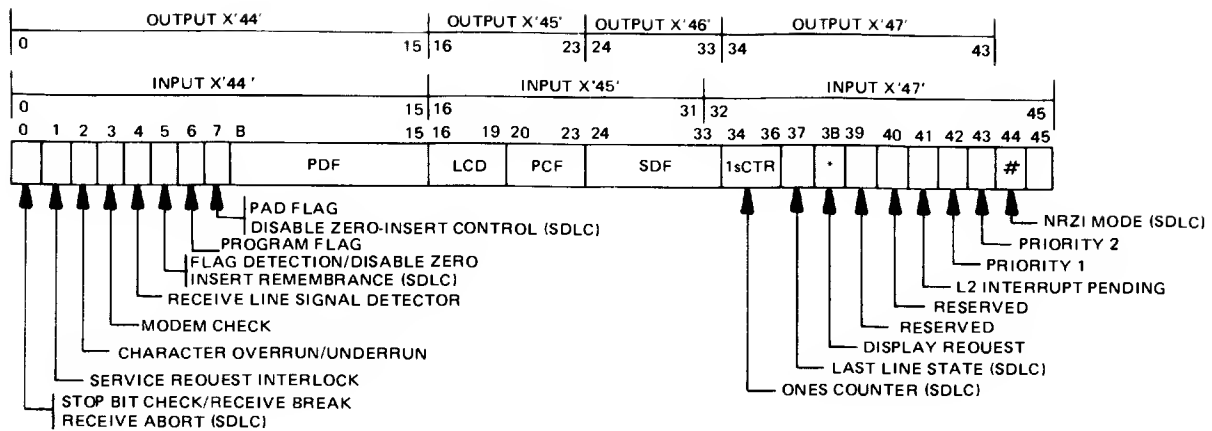 OUTPUT X'44' OUTPUT X'45' OUTPUT X'46' OUTPUT X'47'
0 15 16 23 24 33 34 43
INPUT X'44' INPUT X'45' INPUT X'47'
0 15 16 31 32 45
0 1 2 3 4 5 6 7 8 15 16 19 20 23 24 33 34 36 37 38 39 40 41 42 43 44 45
PDF LCD PCF SDF 1sCTR * #
PAD FLAG
DISABLE ZERO-INSERT CONTROL (SDLC)
PROGRAM FLAG
FLAG DETECTION/DISABLE ZERO
INSERT REMEMBRANCE (SDLC)
RECEIVE LINE SIGNAL DETECTOR
MODEM CHECK
CHARACTER OVERRUN/UNDERRUN
SERVICE REQUEST INTERLOCK
STOP BIT CHECK/RECEIVE BREAK
RECEIVE ABORT (SDLC)
NRZI MODE (SDLC)
PRIORITY 2
PRIORITY 1
L2 INTERRUPT PENDING
RESERVED
RESERVED
DISPLAY REQUEST
LAST LINE STATE (SDLC)
ONES COUNTER (SDLC)